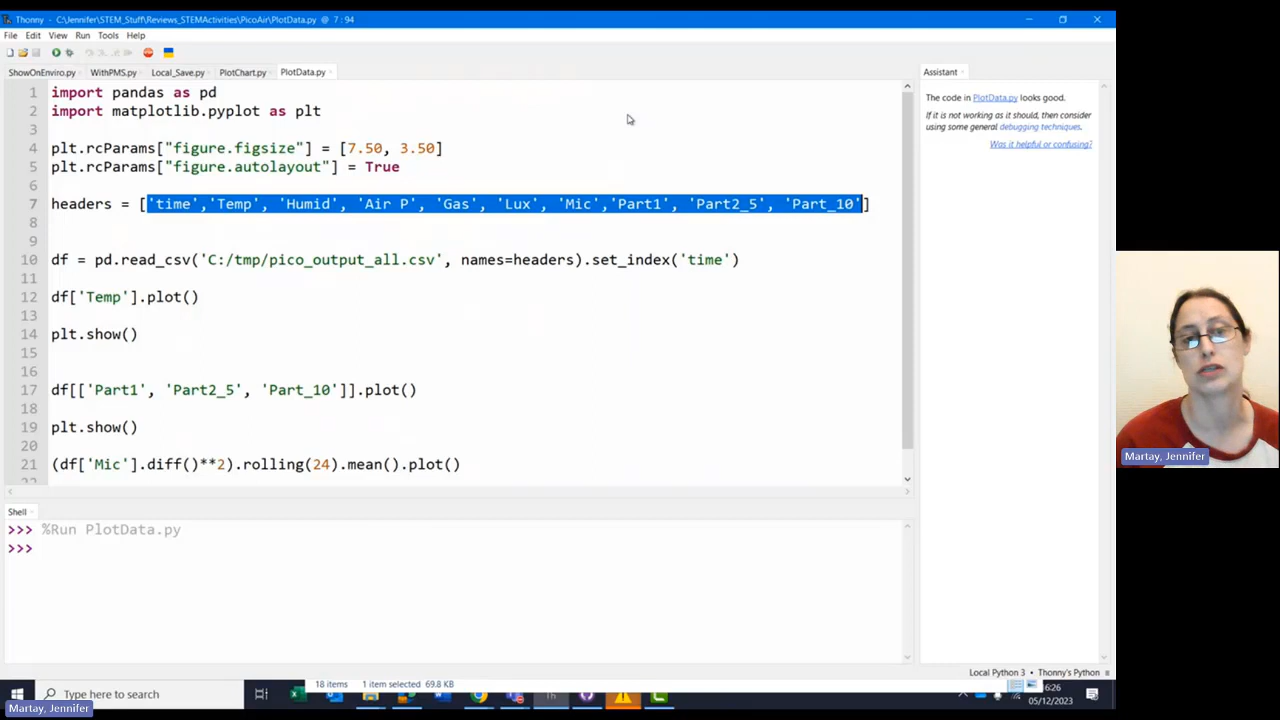 Thonny - C:\Jennifer\STEM_Stuff\Reviews_STEMActivities\PicoAir\PlotData.py @ 7 : 94
File Edit View Run Tools Help
ShowOnEnviro.py WithPMS.py Local_Save.py PlotChart.py PlotData.py
Assistant
1 import pandas as pd
2 import matplotlib.pyplot as plt
3
4 plt.rcParams["figure.figsize"] = [7.50, 3.50]
5 plt.rcParams["figure.autolayout"] = True
6
7 headers = ['time','Temp', 'Humid', 'Air P', 'Gas', 'Lux', 'Mic','Part1', 'Part2_5', 'Part_10']
8
9
10 df = pd.read_csv('C:/tmp/pico_output_all.csv', names=headers).set_index('time')
11
12 df['Temp'].plot()
13
14 plt.show()
15
16
17 df[['Part1', 'Part2_5', 'Part_10']].plot()
18
19 plt.show()
20
21 (df['Mic'].diff()**2).rolling(24).mean().plot()
22
The code in PlotData.py looks good.
If it is not working as it should, then consider
using some general debugging techniques.
Was it helpful or confusing?
Shell
>>> %Run PlotData.py
>>>
Local Python 3 • Thonny's Python
Martay, Jennifer
18 items 1 item selected 69.8 KB
Type here to search
Th
16:26
05/12/2023
Martay, Jennifer